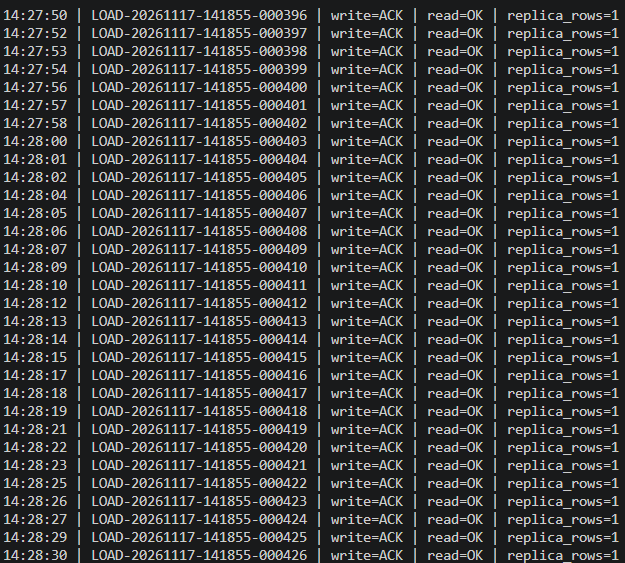 14:27:50 | LOAD-20261117-141855-000396 | write=ACK | read=OK | replica_rows=1
14:27:52 | LOAD-20261117-141855-000397 | write=ACK | read=OK | replica_rows=1
14:27:53 | LOAD-20261117-141855-000398 | write=ACK | read=OK | replica_rows=1
14:27:54 | LOAD-20261117-141855-000399 | write=ACK | read=OK | replica_rows=1
14:27:56 | LOAD-20261117-141855-000400 | write=ACK | read=OK | replica_rows=1
14:27:57 | LOAD-20261117-141855-000401 | write=ACK | read=OK | replica_rows=1
14:27:58 | LOAD-20261117-141855-000402 | write=ACK | read=OK | replica_rows=1
14:28:00 | LOAD-20261117-141855-000403 | write=ACK | read=OK | replica_rows=1
14:28:01 | LOAD-20261117-141855-000404 | write=ACK | read=OK | replica_rows=1
14:28:02 | LOAD-20261117-141855-000405 | write=ACK | read=OK | replica_rows=1
14:28:04 | LOAD-20261117-141855-000406 | write=ACK | read=OK | replica_rows=1
14:28:05 | LOAD-20261117-141855-000407 | write=ACK | read=OK | replica_rows=1
14:28:06 | LOAD-20261117-141855-000408 | write=ACK | read=OK | replica_rows=1
14:28:07 | LOAD-20261117-141855-000409 | write=ACK | read=OK | replica_rows=1
14:28:09 | LOAD-20261117-141855-000410 | write=ACK | read=OK | replica_rows=1
14:28:10 | LOAD-20261117-141855-000411 | write=ACK | read=OK | replica_rows=1
14:28:12 | LOAD-20261117-141855-000412 | write=ACK | read=OK | replica_rows=1
14:28:13 | LOAD-20261117-141855-000413 | write=ACK | read=OK | replica_rows=1
14:28:14 | LOAD-20261117-141855-000414 | write=ACK | read=OK | replica_rows=1
14:28:15 | LOAD-20261117-141855-000415 | write=ACK | read=OK | replica_rows=1
14:28:17 | LOAD-20261117-141855-000416 | write=ACK | read=OK | replica_rows=1
14:28:18 | LOAD-20261117-141855-000417 | write=ACK | read=OK | replica_rows=1
14:28:19 | LOAD-20261117-141855-000418 | write=ACK | read=OK | replica_rows=1
14:28:21 | LOAD-20261117-141855-000419 | write=ACK | read=OK | replica_rows=1
14:28:22 | LOAD-20261117-141855-000420 | write=ACK | read=OK | replica_rows=1
14:28:23 | LOAD-20261117-141855-000421 | write=ACK | read=OK | replica_rows=1
14:28:25 | LOAD-20261117-141855-000422 | write=ACK | read=OK | replica_rows=1
14:28:26 | LOAD-20261117-141855-000423 | write=ACK | read=OK | replica_rows=1
14:28:27 | LOAD-20261117-141855-000424 | write=ACK | read=OK | replica_rows=1
14:28:29 | LOAD-20261117-141855-000425 | write=ACK | read=OK | replica_rows=1
14:28:30 | LOAD-20261117-141855-000426 | write=ACK | read=OK | replica_rows=1